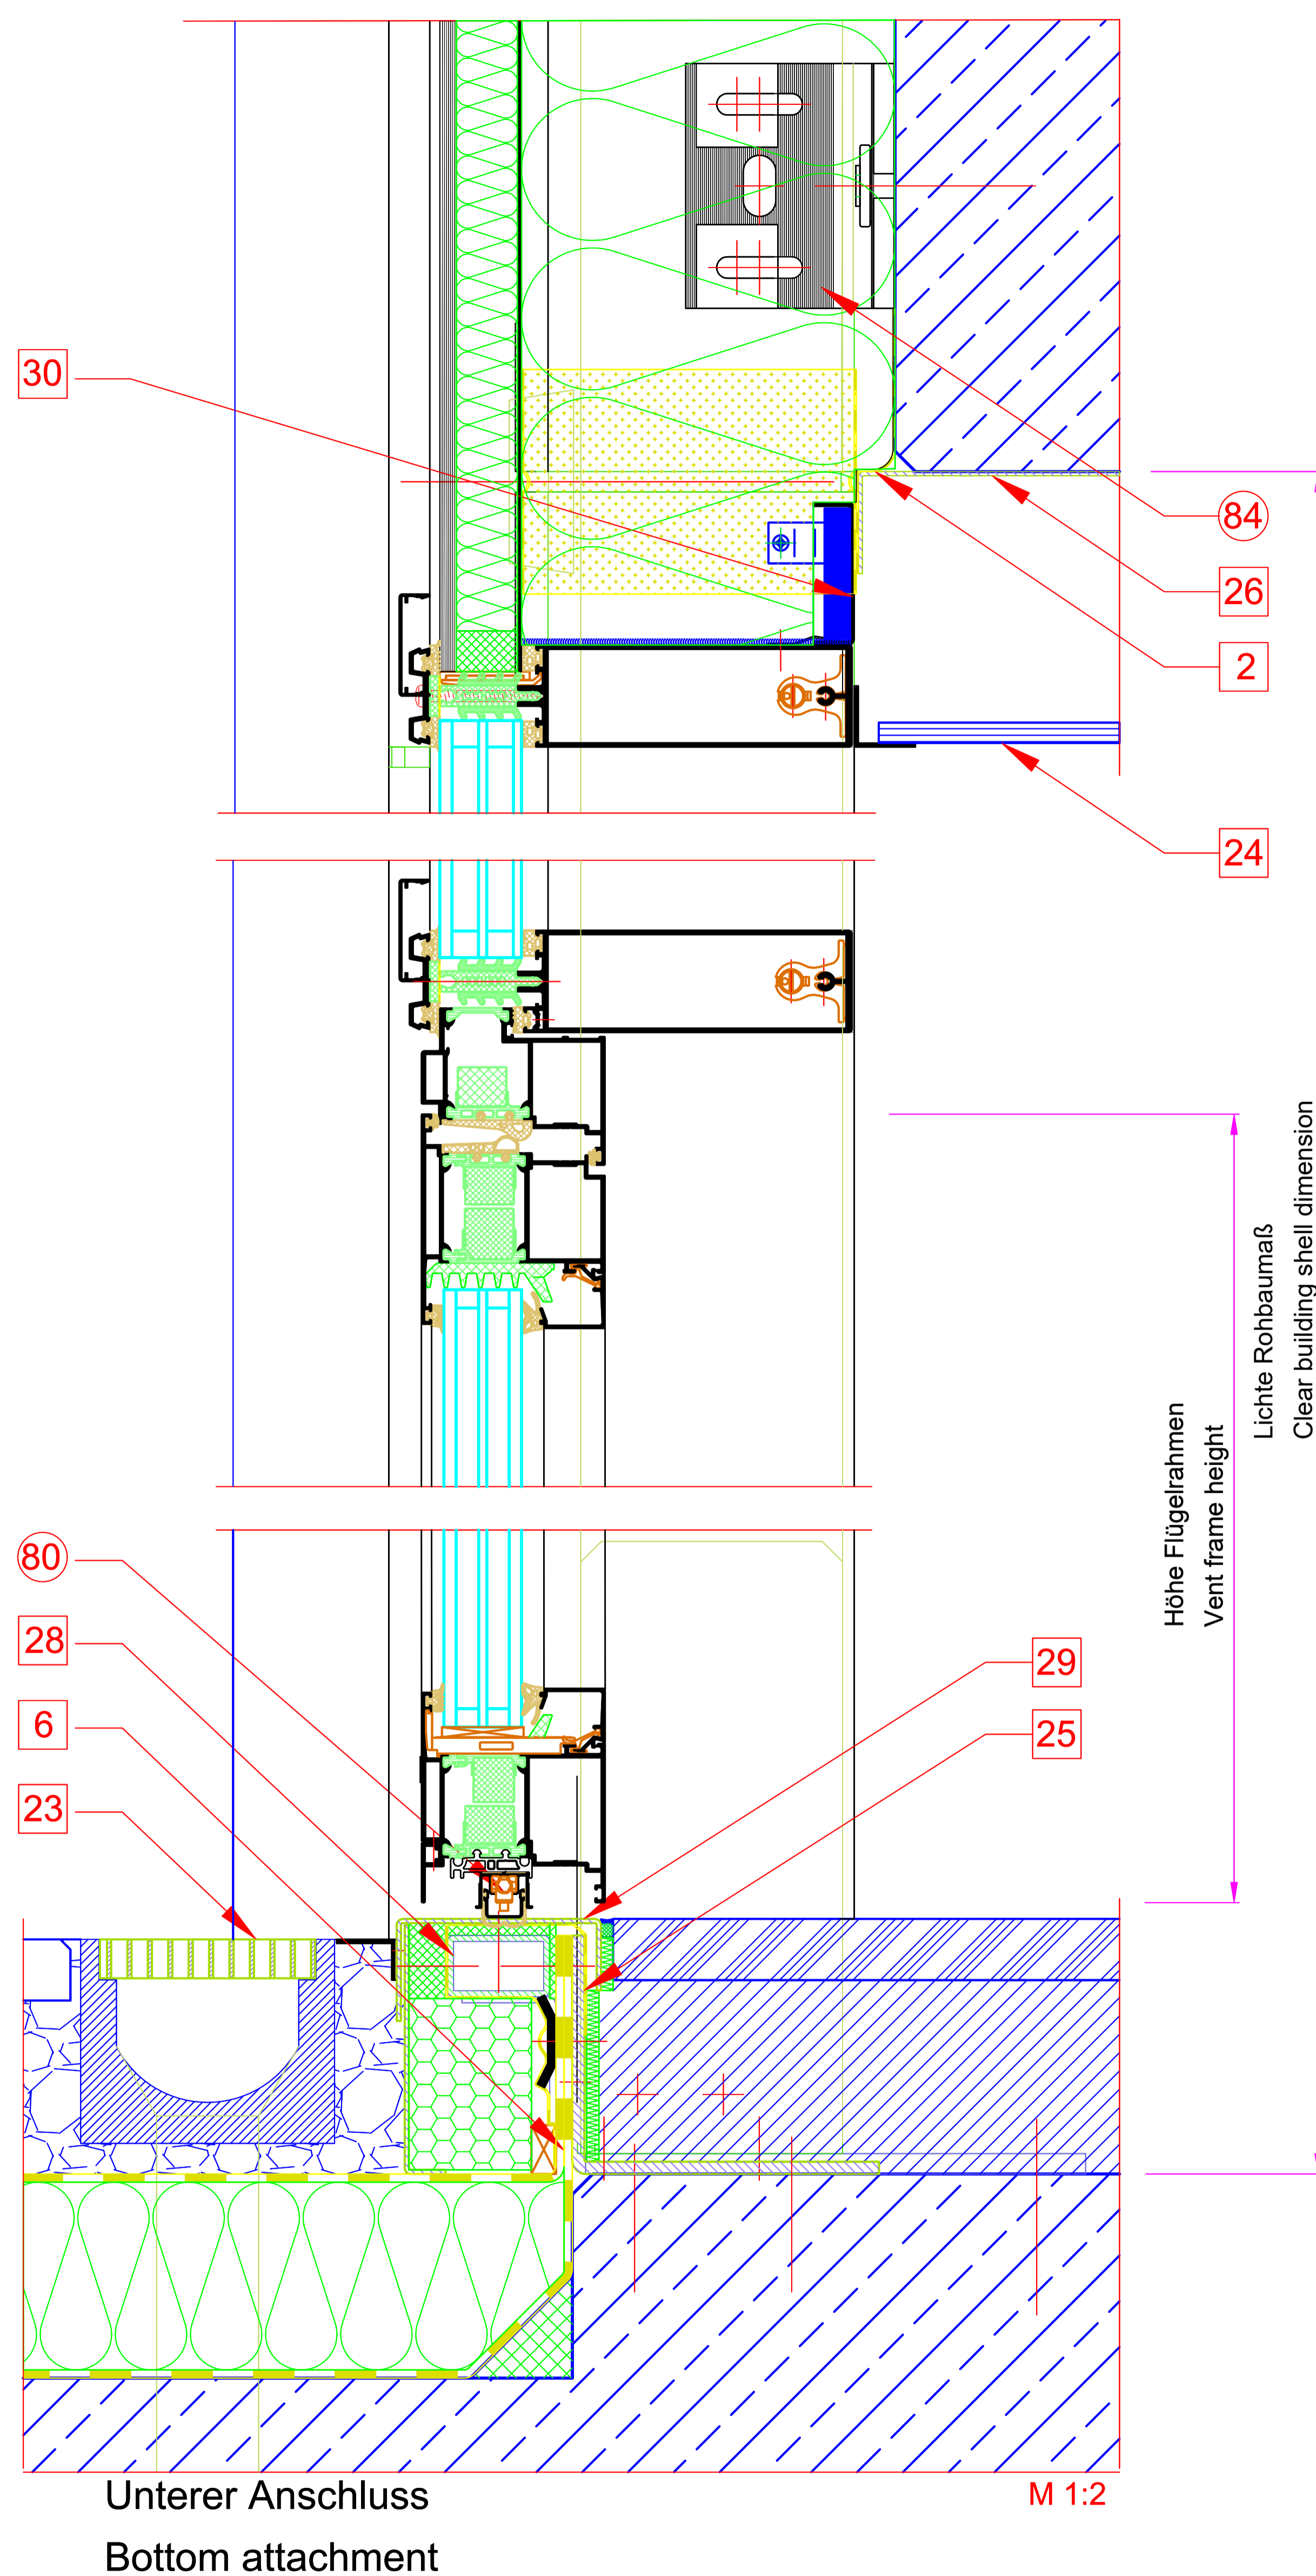 30
84
26
2
24
Lichte Rohbaumaß
Clear building shell dimension
Höhe Flügelrahmen
Vent frame height
80
28
6
23
29
25
Unterer Anschluss
M 1:2
Bottom attachment